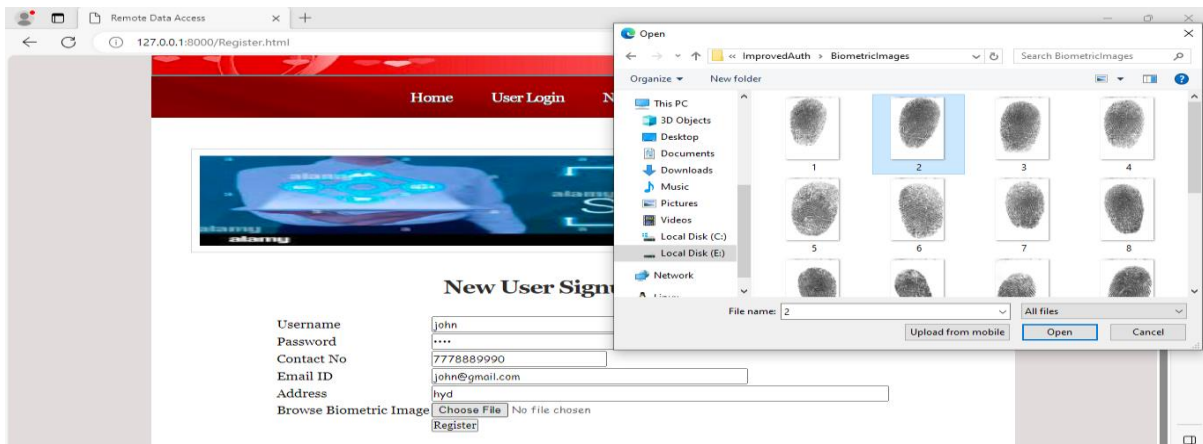 Remote Data Access
127.0.0.1:8000/Register.html
Home User Login N
alamy
alamy
alamy
alamy
S
New User Signu
Username john
Password ••••
Contact No 7778889990
Email ID john@gmail.com
Address hyd
Browse Biometric Image Choose File No file chosen
Register
Open
« ImprovedAuth > BiometricImages
Search BiometricImages
Organize New folder
This PC
3D Objects
Desktop
Documents
Downloads
Music
Pictures
Videos
Local Disk (C:)
Local Disk (E:)
Network
1 2 3 4
5 6 7 8
File name: 2 All files
Upload from mobile Open Cancel